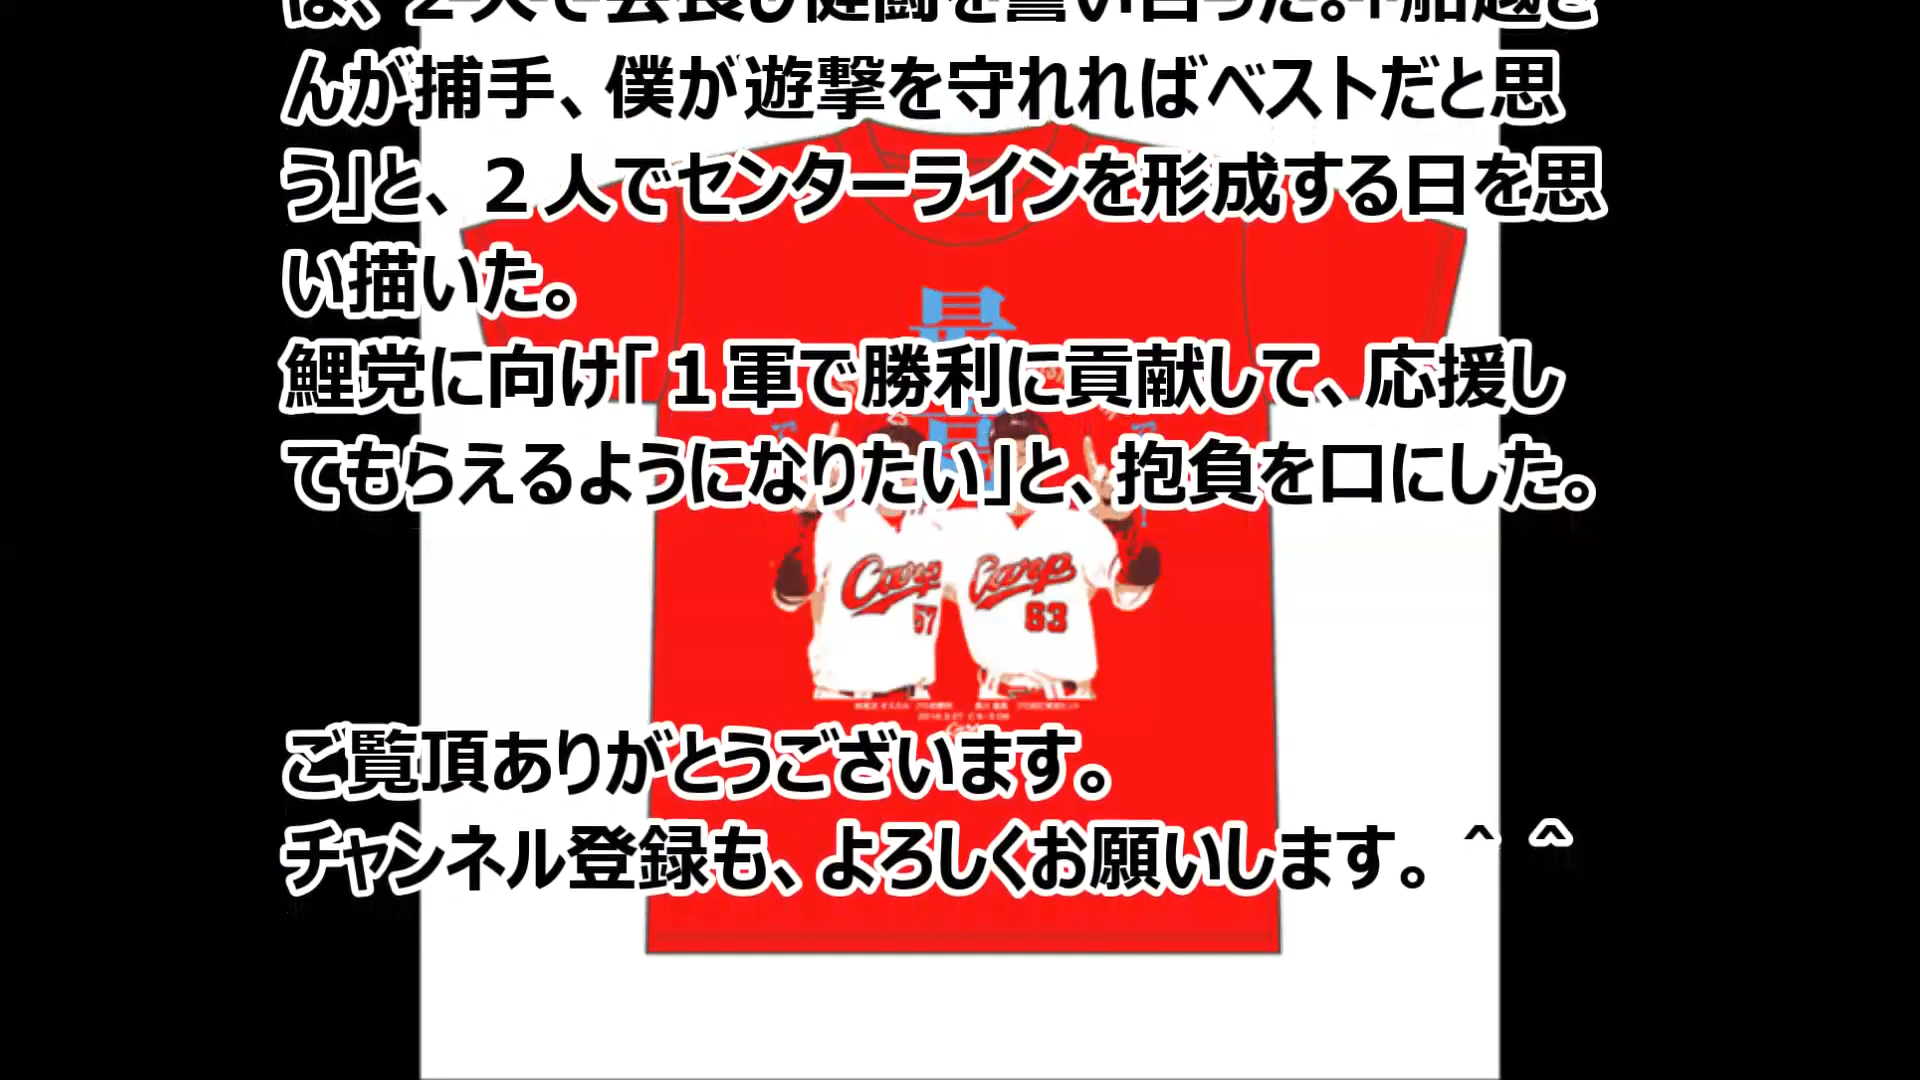 んが捕手、僕が遊撃を守れればベストだと思
う」と、２人でセンターラインを形成する日を思
い描いた。
鯉党に向け「１軍で勝利に貢献して、応援し
てもらえるようになりたい」と、抱負を口にした。
Carp
57
Carp
63
ご覧頂ありがとうございます。
チャンネル登録も、よろしくお願いします。＾＾